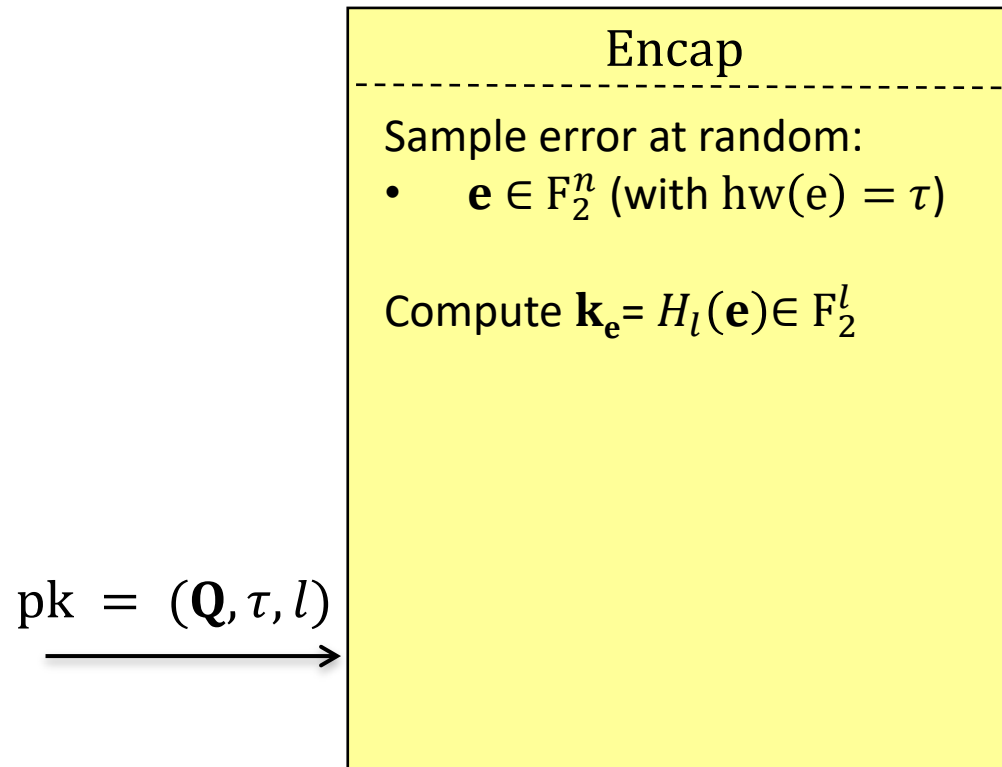 Encap
Sample error at random:
• 𝐞 ∈ F₂ⁿ (with hw(e) = τ)
Compute 𝐤ₑ= Hₗ(𝐞)∈ F₂ˡ
pk = (𝐐, τ, l)